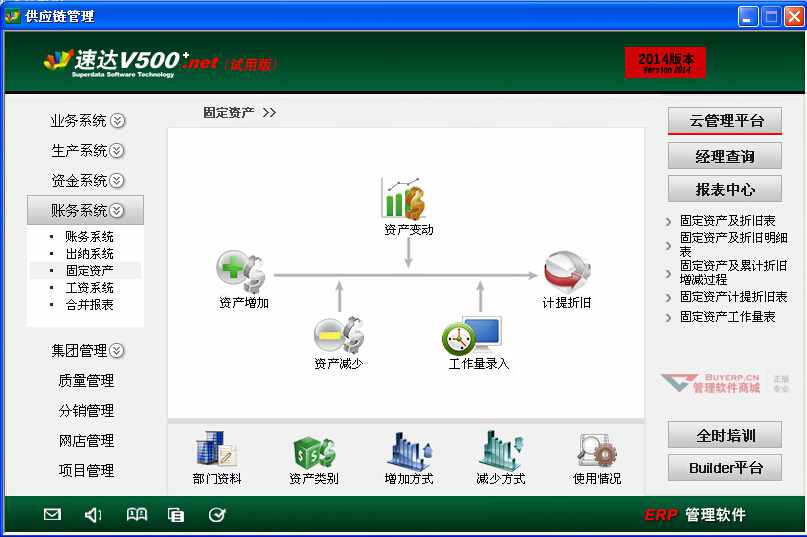 供应链管理
速达V500+.net (试用版)
Superdata Software Technology
2014版本
Version 2014
业务系统
生产系统
资金系统
账务系统
账务系统
出纳系统
固定资产
工资系统
合并报表
集团管理
质量管理
分销管理
网店管理
项目管理
固定资产 >>
资产变动
资产增加
计提折旧
资产减少
工作量录入
部门资料
资产类别
增加方式
减少方式
使用情况
云管理平台
经理查询
报表中心
固定资产及折旧表
固定资产及折旧明细
表
固定资产及累计折旧
增减过程
固定资产计提折旧表
固定资产工作量表
BUYERP.CN
管理软件商城
正版
专业
全时培训
Builder平台
ERP 管理软件